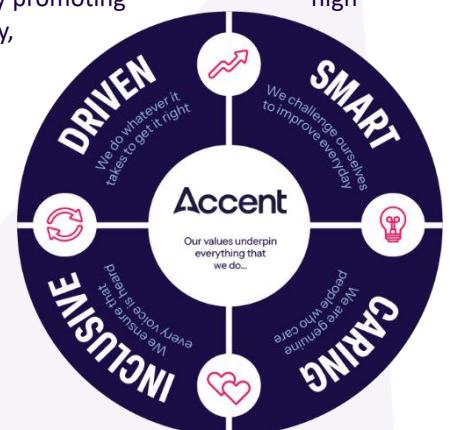 y promoting
high
y,
DRIVEN
We do whatever it
takes to get it right
SMART
We challenge ourselves
to improve everyday
Accent
Our values underpin
everything that
we do...
INCLUSIVE
We ensure that
every voice is heard
CARING
We are genuine
people who care